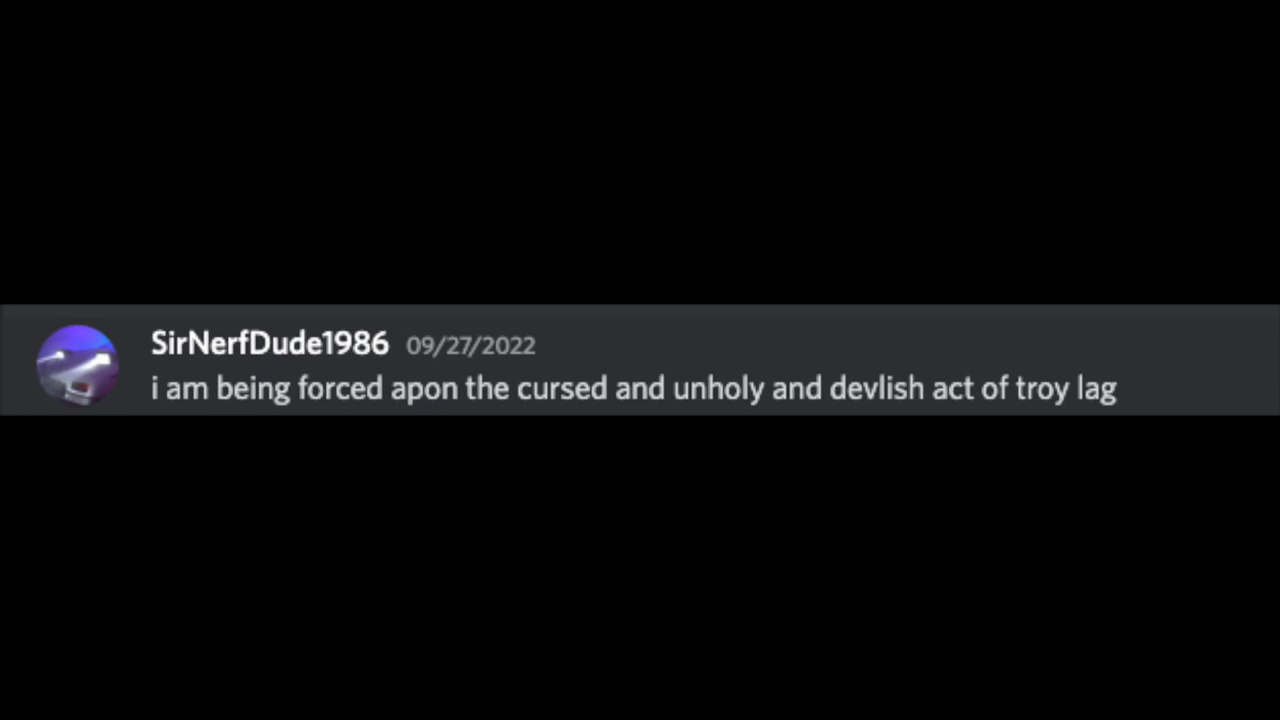 SirNerfDude1986 09/27/2022
i am being forced apon the cursed and unholy and devlish act of troy lag